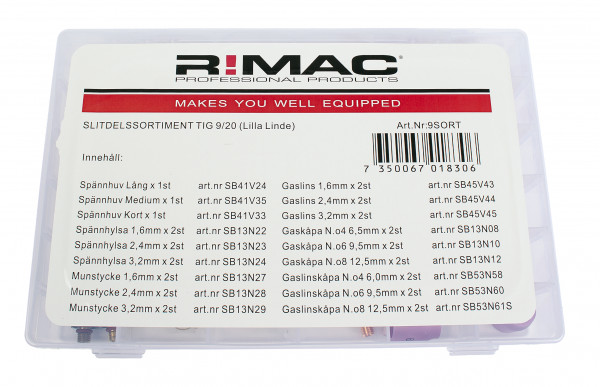 R!MAC
PROFESSIONAL PRODUCTS
MAKES YOU WELL EQUIPPED
SLITDELSSORTIMENT TIG 9/20 (Lilla Linde) Art.Nr:9SORT
7 350067 018306
Innehåll:
Spännhuv Lång x 1st art.nr SB41V24 Gaslins 1,6mm x 2st art.nr SB45V43
Spännhuv Medium x 1st art.nr SB41V35 Gaslins 2,4mm x 2st art.nr SB45V44
Spännhuv Kort x 1st art.nr SB41V33 Gaslins 3,2mm x 2st art.nr SB45V45
Spännhylsa 1,6mm x 2st art.nr SB13N22 Gaskåpa N.o4 6,5mm x 2st art.nr SB13N08
Spännhylsa 2,4mm x 2st art.nr SB13N23 Gaskåpa N.o6 9,5mm x 2st art.nr SB13N10
Spännhylsa 3,2mm x 2st art.nr SB13N24 Gaskåpa N.o8 12,5mm x 2st art.nr SB13N12
Munstycke 1,6mm x 2st art.nr SB13N27 Gaslinskåpa N.o4 6,0mm x 2st art.nr SB53N58
Munstycke 2,4mm x 2st art.nr SB13N28 Gaslinskåpa N.o6 9,5mm x 2st art.nr SB53N60
Munstycke 3,2mm x 2st art.nr SB13N29 Gaslinskåpa N.o8 12,5mm x 2st art.nr SB53N61S